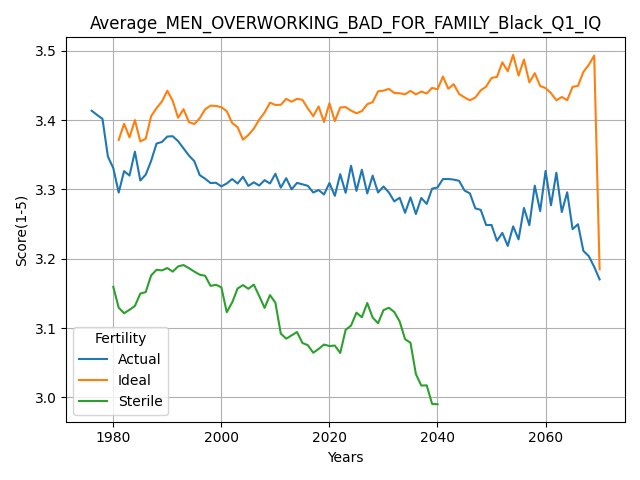 Average_MEN_OVERWORKING_BAD_FOR_FAMILY_Black_Q1_IQ
3.5
3.4
3.3
3.2
3.1
3.0
Score(1-5)
Fertility
Actual
Ideal
Sterile
1980
2000
2020
2040
2060
Years